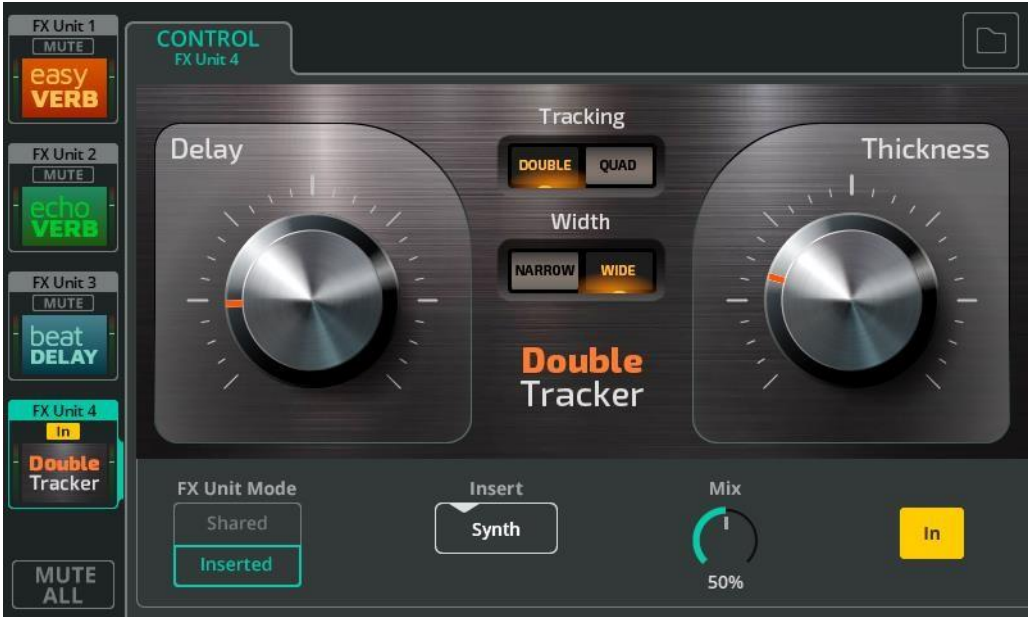 FX Unit 1
MUTE
easy
VERB
FX Unit 2
MUTE
echo
VERB
FX Unit 3
MUTE
beat
DELAY
FX Unit 4
In
Double
Tracker
MUTE
ALL
CONTROL
FX Unit 4
Delay
Tracking
DOUBLE QUAD
Width
NARROW WIDE
Double
Tracker
Thickness
FX Unit Mode
Shared
Inserted
Insert
Synth
Mix
50%
In